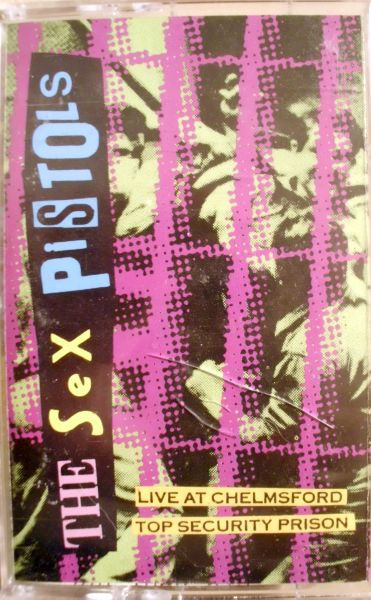 THE SeX PiSTOLS
LIVE AT CHELMSFORD
TOP SECURITY PRISON